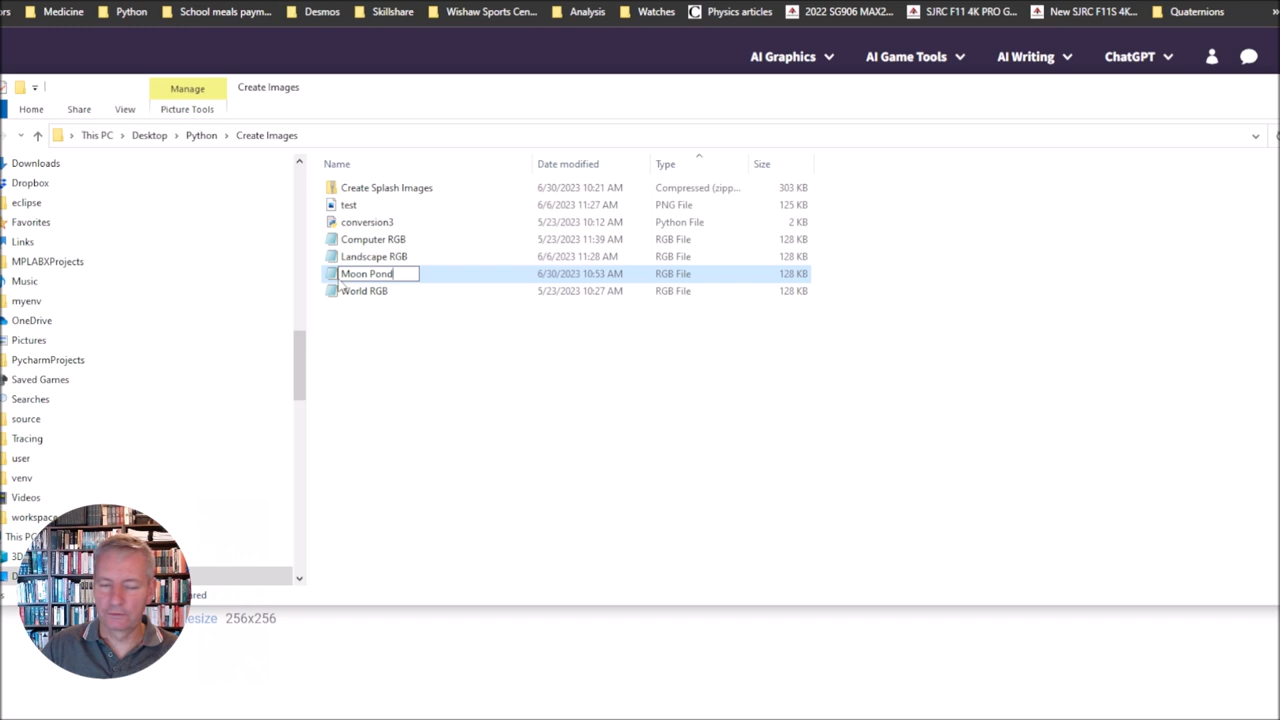 Medicine Python School meals paym... Desmos Skillshare Wishaw Sports Cen... Analysis Watches Physics articles 2022 SG906 MAX2... SJRC F11 4K PRO G... New SJRC F11S 4K... Quaternions
AI Graphics AI Game Tools AI Writing ChatGPT
Manage Create Images
Home Share View Picture Tools
This PC Desktop Python Create Images
Name Date modified Type Size
Downloads
Dropbox
eclipse
Favorites
Links
MPLABXProjects
Music
myenv
OneDrive
Pictures
PycharmProjects
Saved Games
Searches
source
Tracing
user
venv
Videos
workspace
This PC
3D
Create Splash Images 6/30/2023 10:21 AM Compressed (zipp... 303 KB
test 6/6/2023 11:27 AM PNG File 125 KB
conversion3 5/23/2023 10:12 AM Python File 2 KB
Computer RGB 5/23/2023 11:39 AM RGB File 128 KB
Landscape RGB 6/6/2023 11:28 AM RGB File 128 KB
Moon Pond 6/30/2023 10:53 AM RGB File 128 KB
World RGB 5/23/2023 10:27 AM RGB File 128 KB
256x256